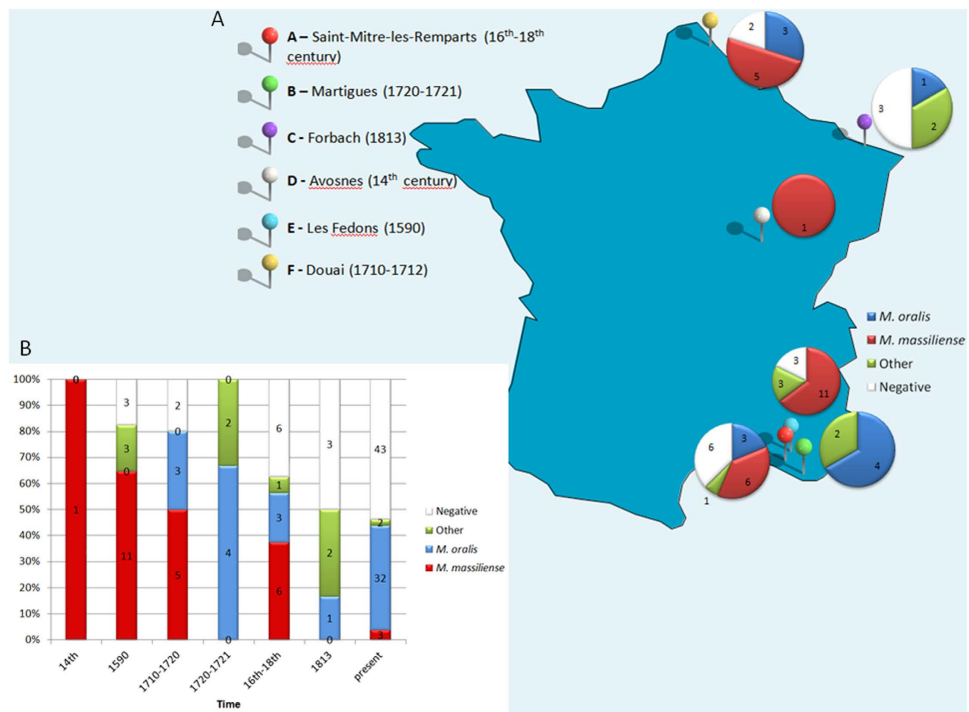 A
A – Saint-Mitre-les-Remparts (16th-18th
century)
B – Martigues (1720-1721)
C - Forbach (1813)
D - Avosnes (14th century)
E - Les Fedons (1590)
F - Douai (1710-1712)
2
3
5
1
3
2
1
M. oralis
M. massiliense
Other
Negative
3
3
11
2
4
6
3
6
1
B
100%
90%
80%
70%
60%
50%
40%
30%
20%
10%
0%
0
1
3
3
0
11
2
0
3
5
0
2
4
0
6
1
3
6
3
2
1
0
43
2
32
3
Negative
Other
M. oralis
M. massiliense
14th
1590
1710-1720
1720-1721
16th-18th
1813
present
Time